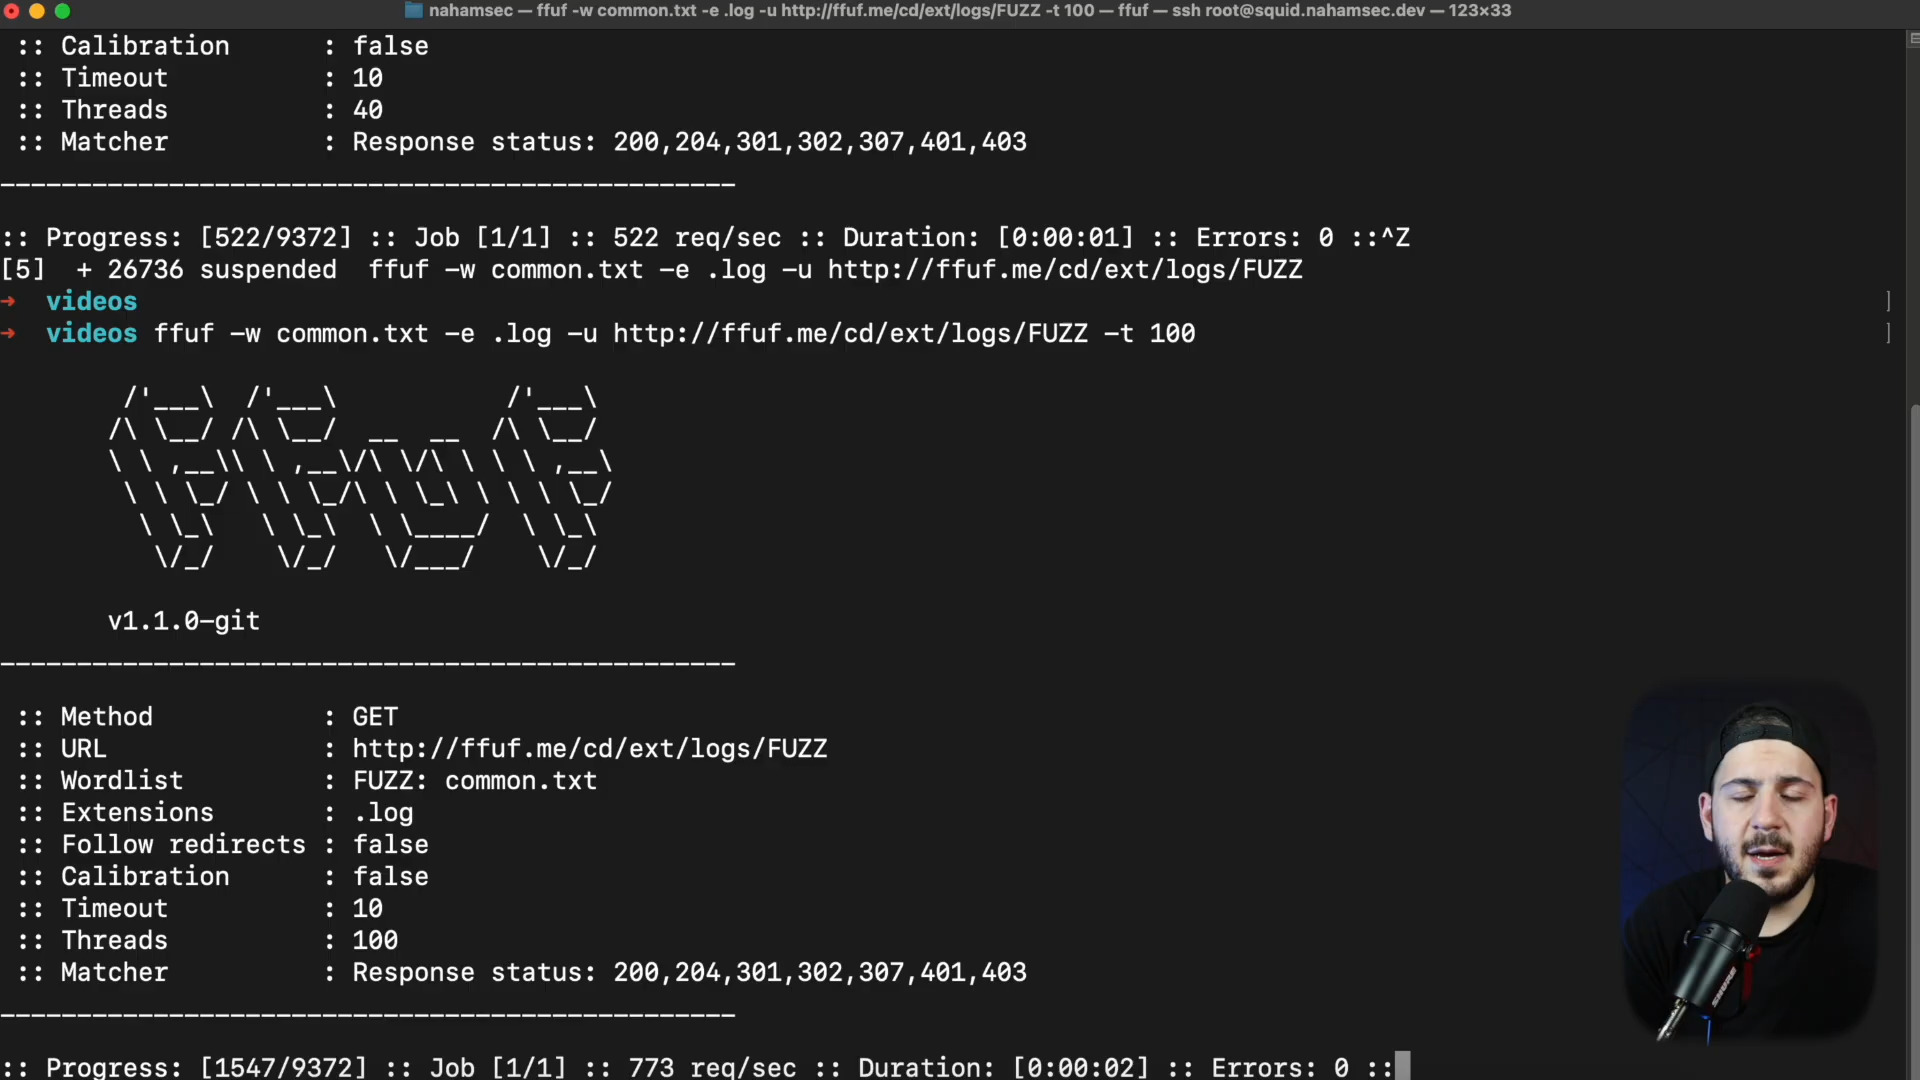 nahamsec — ffuf -w common.txt -e .log -u http://ffuf.me/cd/ext/logs/FUZZ -t 100 — ffuf — ssh root@squid.nahamsec.dev — 123×33
:: Calibration : false
:: Timeout : 10
:: Threads : 40
:: Matcher : Response status: 200,204,301,302,307,401,403
________________________________________________
:: Progress: [522/9372] :: Job [1/1] :: 522 req/sec :: Duration: [0:00:01] :: Errors: 0 ::^Z
[5]  + 26736 suspended  ffuf -w common.txt -e .log -u http://ffuf.me/cd/ext/logs/FUZZ
➜  videos ]
➜  videos ffuf -w common.txt -e .log -u http://ffuf.me/cd/ext/logs/FUZZ -t 100 ]
        /'___\  /'___\           /'___\
       /\ \__/ /\ \__/  __  __  /\ \__/
       \ \ ,__\\ \ ,__\/\ \/\ \ \ \ ,__\
        \ \ \_/ \ \ \_/\ \ \_\ \ \ \ \_/
         \ \_\   \ \_\  \ \____/  \ \_\
          \/_/    \/_/   \/___/    \/_/
v1.1.0-git
________________________________________________
:: Method : GET
:: URL : http://ffuf.me/cd/ext/logs/FUZZ
:: Wordlist : FUZZ: common.txt
:: Extensions : .log
:: Follow redirects : false
:: Calibration : false
:: Timeout : 10
:: Threads : 100
:: Matcher : Response status: 200,204,301,302,307,401,403
________________________________________________
:: Progress: [1547/9372] :: Job [1/1] :: 773 req/sec :: Duration: [0:00:02] :: Errors: 0 ::
SHURE